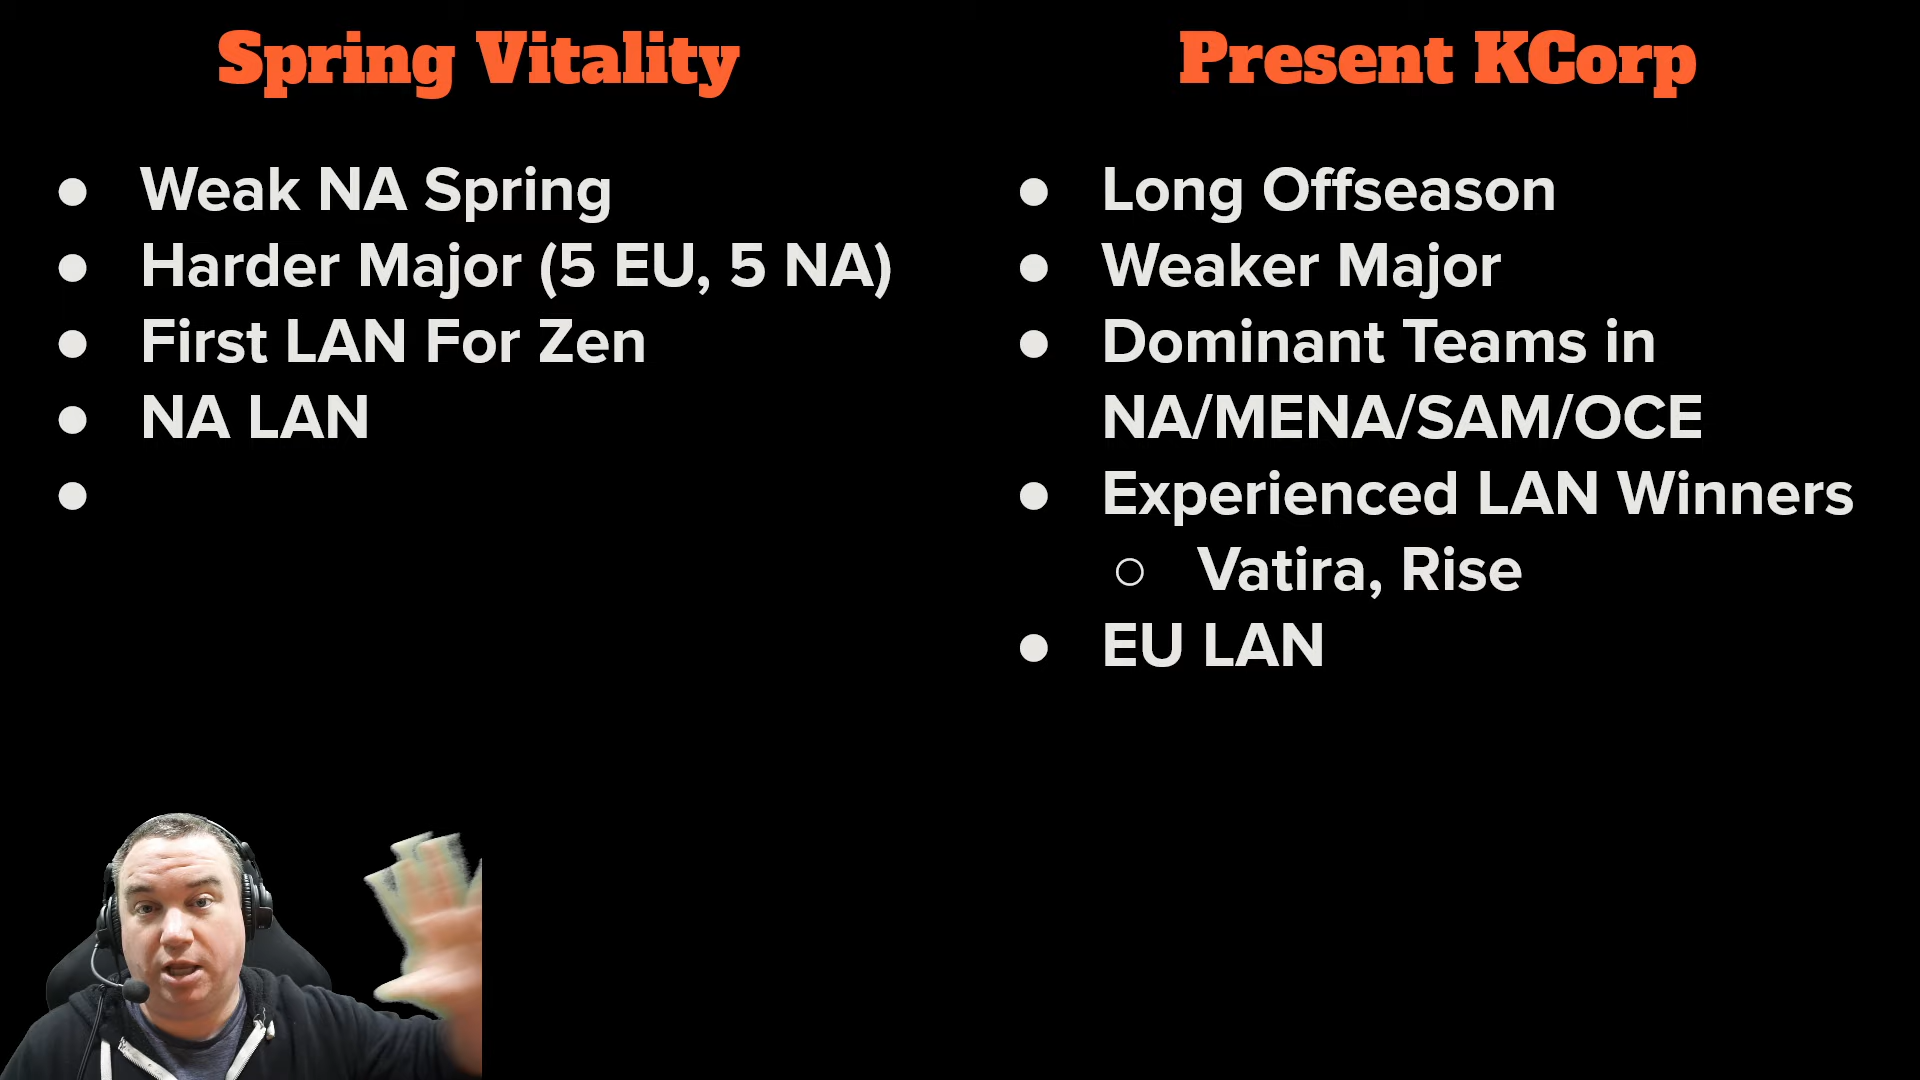 Spring Vitality
● Weak NA Spring
● Harder Major (5 EU, 5 NA)
● First LAN For Zen
● NA LAN
●
Present KCorp
● Long Offseason
● Weaker Major
● Dominant Teams in
NA/MENA/SAM/OCE
● Experienced LAN Winners
○ Vatira, Rise
● EU LAN